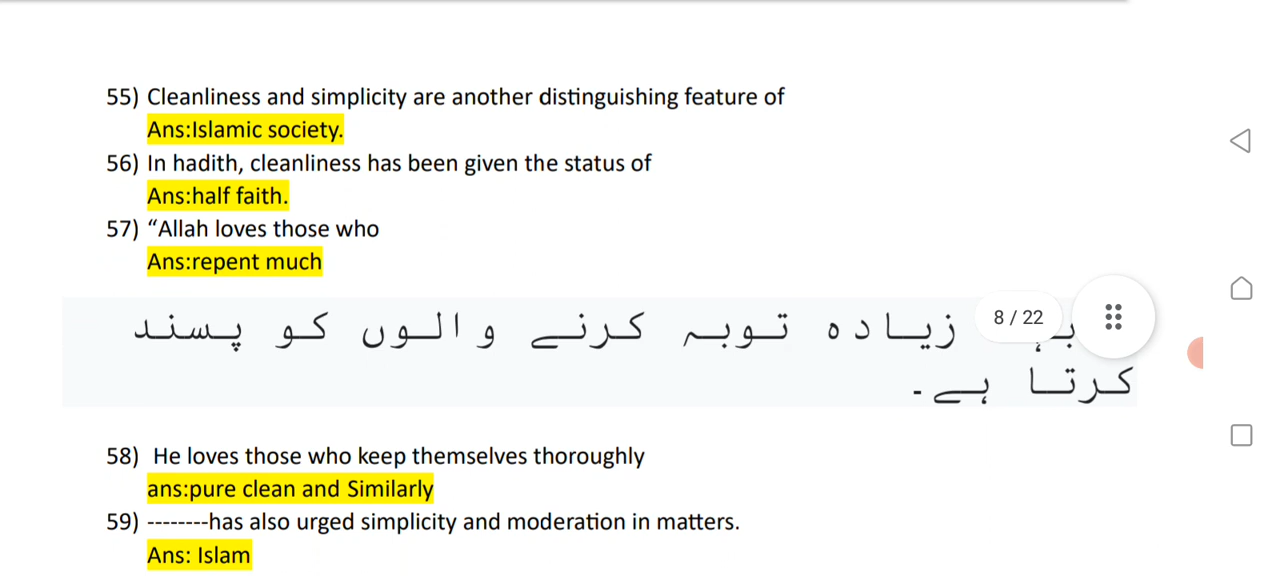 55) Cleanliness and simplicity are another distinguishing feature of
Ans:Islamic society.
56) In hadith, cleanliness has been given the status of
Ans:half faith.
57) “Allah loves those who
Ans:repent much
زیادہ توبہ کرنے والوں کو پسند
8 / 22
کرتا ہے۔
58) He loves those who keep themselves thoroughly
ans:pure clean and Similarly
59) --------has also urged simplicity and moderation in matters.
Ans: Islam